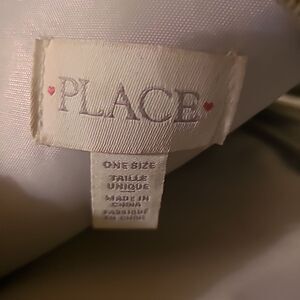 PLACE
ONE SIZE
TAILLE
UNIQUE
MADE IN
CHINA
FABRIQUÉ
EN CHINE